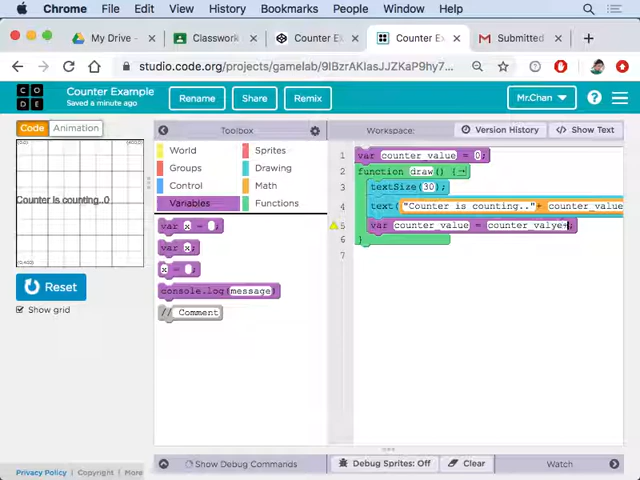 Chrome File Edit View History Bookmarks People Window Help
My Drive - Classwork Counter Ex Counter Ex Submitted
studio.code.org/projects/gamelab/9IBzrAKIasJJZKaP9hy7...
CODE
Counter Example
Saved a minute ago
Rename Share Remix Mr.Chan
Code Animation Toolbox Workspace: Version History Show Text
Counter is counting..0
Reset
Show grid
World Sprites
Groups Drawing
Control Math
Variables Functions
var x = ;
var x;
x = ;
console.log(message)
// Comment
1 var counter_value = 0;
2 function draw() {
3 textSize(30);
4 text("Counter is counting.."+ counter_value
5 var counter_value = counter_valye+;
6 }
7
Show Debug Commands Debug Sprites: Off Clear Watch
Privacy Policy | Copyright | More